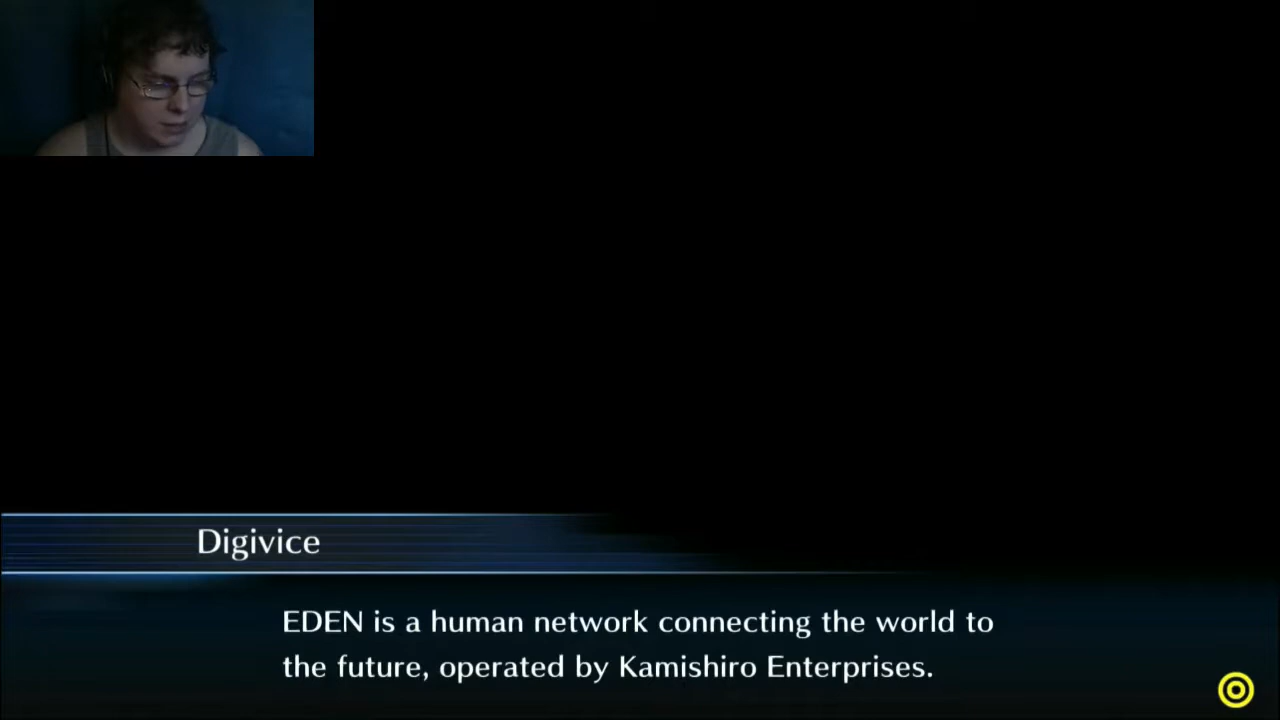 Digivice
EDEN is a human network connecting the world to
the future, operated by Kamishiro Enterprises.